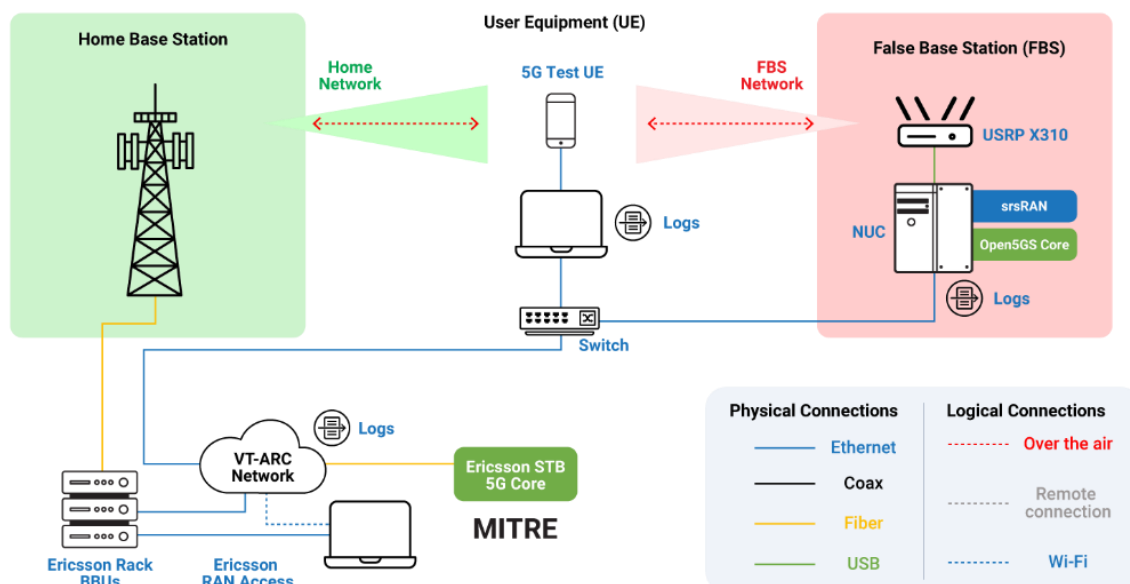 Home Base Station
User Equipment (UE)
False Base Station (FBS)
Home
Network
5G Test UE
FBS
Network
USRP X310
srsRAN
NUC
Open5GS Core
Logs
Logs
Switch
Logs
VT-ARC
Network
Ericsson STB
5G Core
MITRE
Ericsson Rack
BBUs
Ericsson
RAN Access
Physical Connections
Logical Connections
Ethernet
Over the air
Coax
Remote
connection
Fiber
USB
Wi-Fi